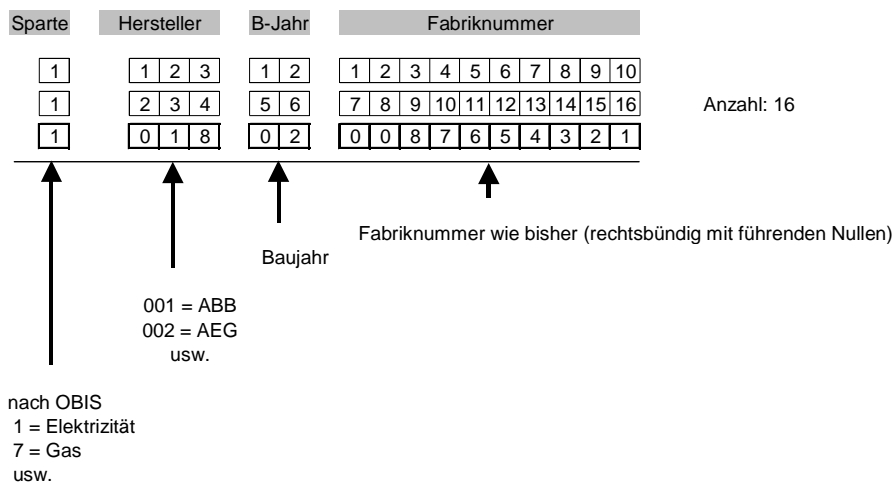 Sparte Hersteller B-Jahr Fabriknummer
1 1 2 3 1 2 1 2 3 4 5 6 7 8 9 10
1 2 3 4 5 6 7 8 9 10 11 12 13 14 15 16 Anzahl: 16
1 0 1 8 0 2 0 0 8 7 6 5 4 3 2 1
Fabriknummer wie bisher (rechtsbündig mit führenden Nullen)
Baujahr
001 = ABB
002 = AEG
usw.
nach OBIS
1 = Elektrizität
7 = Gas
usw.